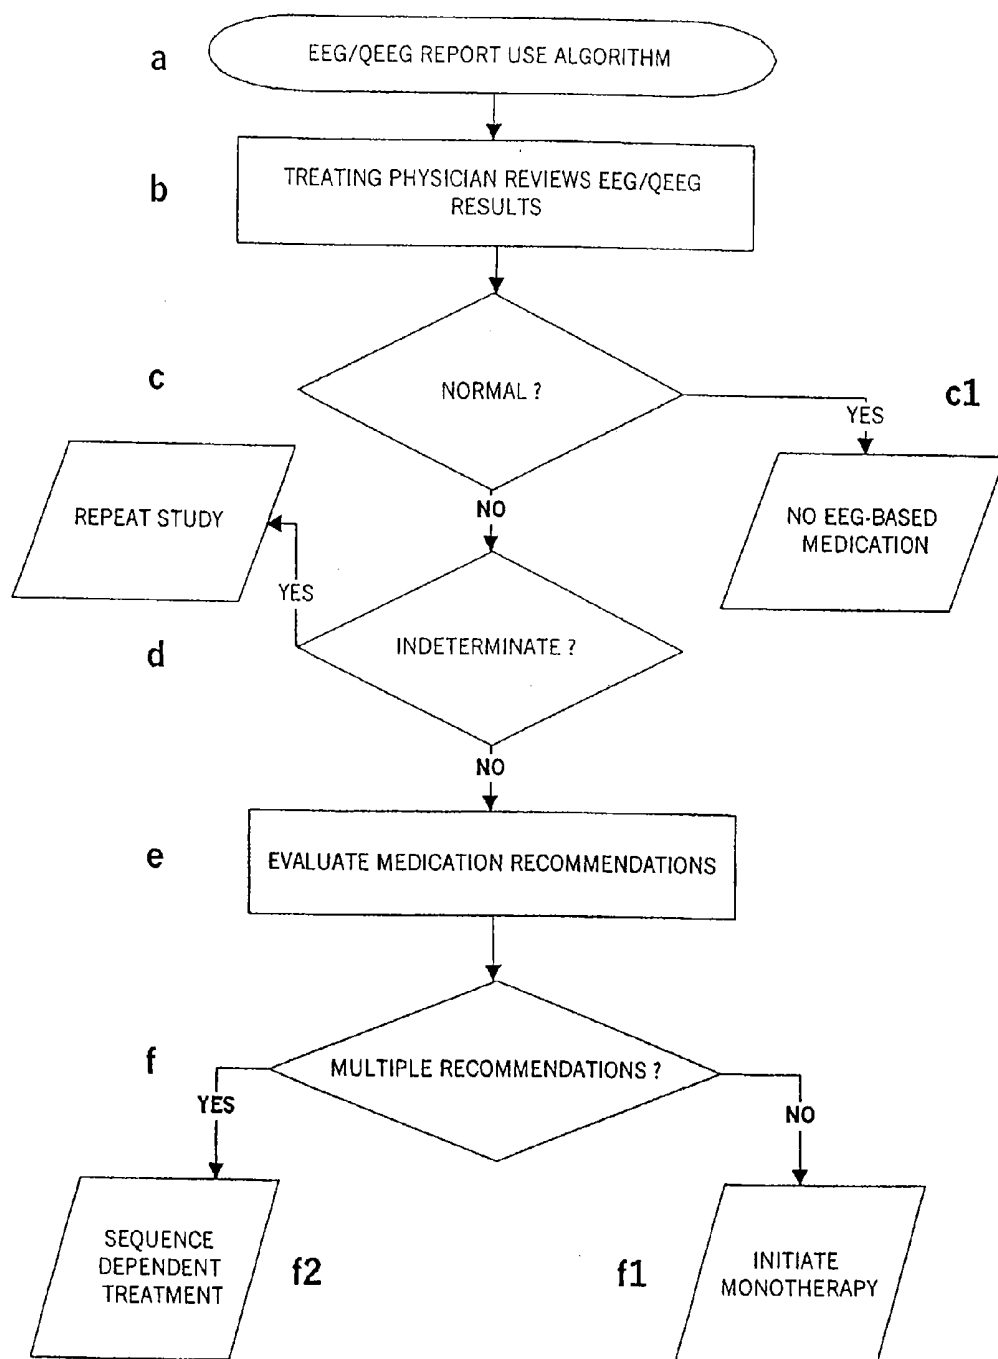 a
EEG/QEEG REPORT USE ALGORITHM
b
TREATING PHYSICIAN REVIEWS EEG/QEEG
RESULTS
c
NORMAL ?
c1
YES
NO
REPEAT STUDY
NO EEG-BASED
MEDICATION
YES
d
INDETERMINATE ?
NO
e
EVALUATE MEDICATION RECOMMENDATIONS
f
MULTIPLE RECOMMENDATIONS ?
YES
NO
SEQUENCE
DEPENDENT
TREATMENT
f2
f1
INITIATE
MONOTHERAPY